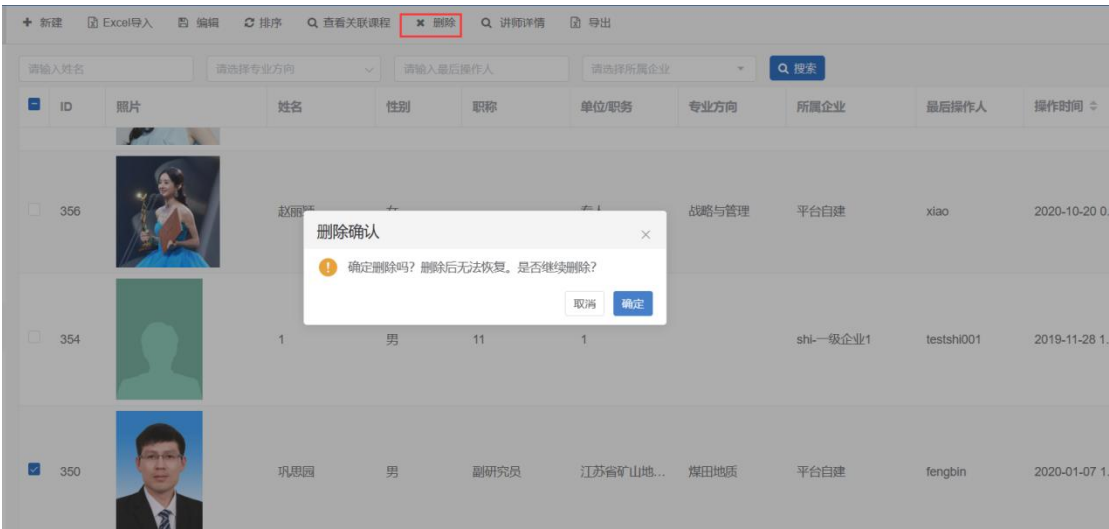 新建 Excel导入 编辑 排序 查看关联课程 删除 讲师详情 导出
请输入姓名 请选择专业方向 请输入最后操作人 请选择所属企业 搜索
ID 照片 姓名 性别 职称 单位/职务 专业方向 所属企业 最后操作人 操作时间
356 赵丽颖 女 专人 战略与管理 平台自建 xiao 2020-10-20 0.
删除确认
确定删除吗？删除后无法恢复。是否继续删除？
取消 确定
354 1 男 11 1 shi-一级企业1 testshi001 2019-11-28 1.
350 巩思园 男 副研究员 江苏省矿山地... 煤田地质 平台自建 fengbin 2020-01-07 1.